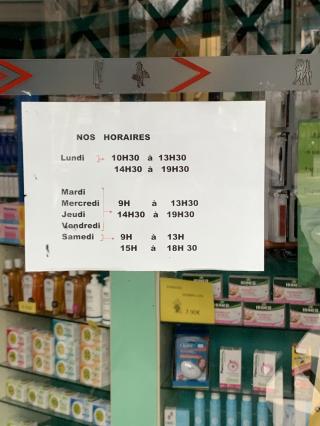 NOS HORAIRES
Lundi 10H30 à 13H30
14H30 à 19H30
Mardi
Mercredi 9H à 13H30
Jeudi 14H30 à 19H30
Vendredi
Samedi 9H à 13H
15H à 18H 30